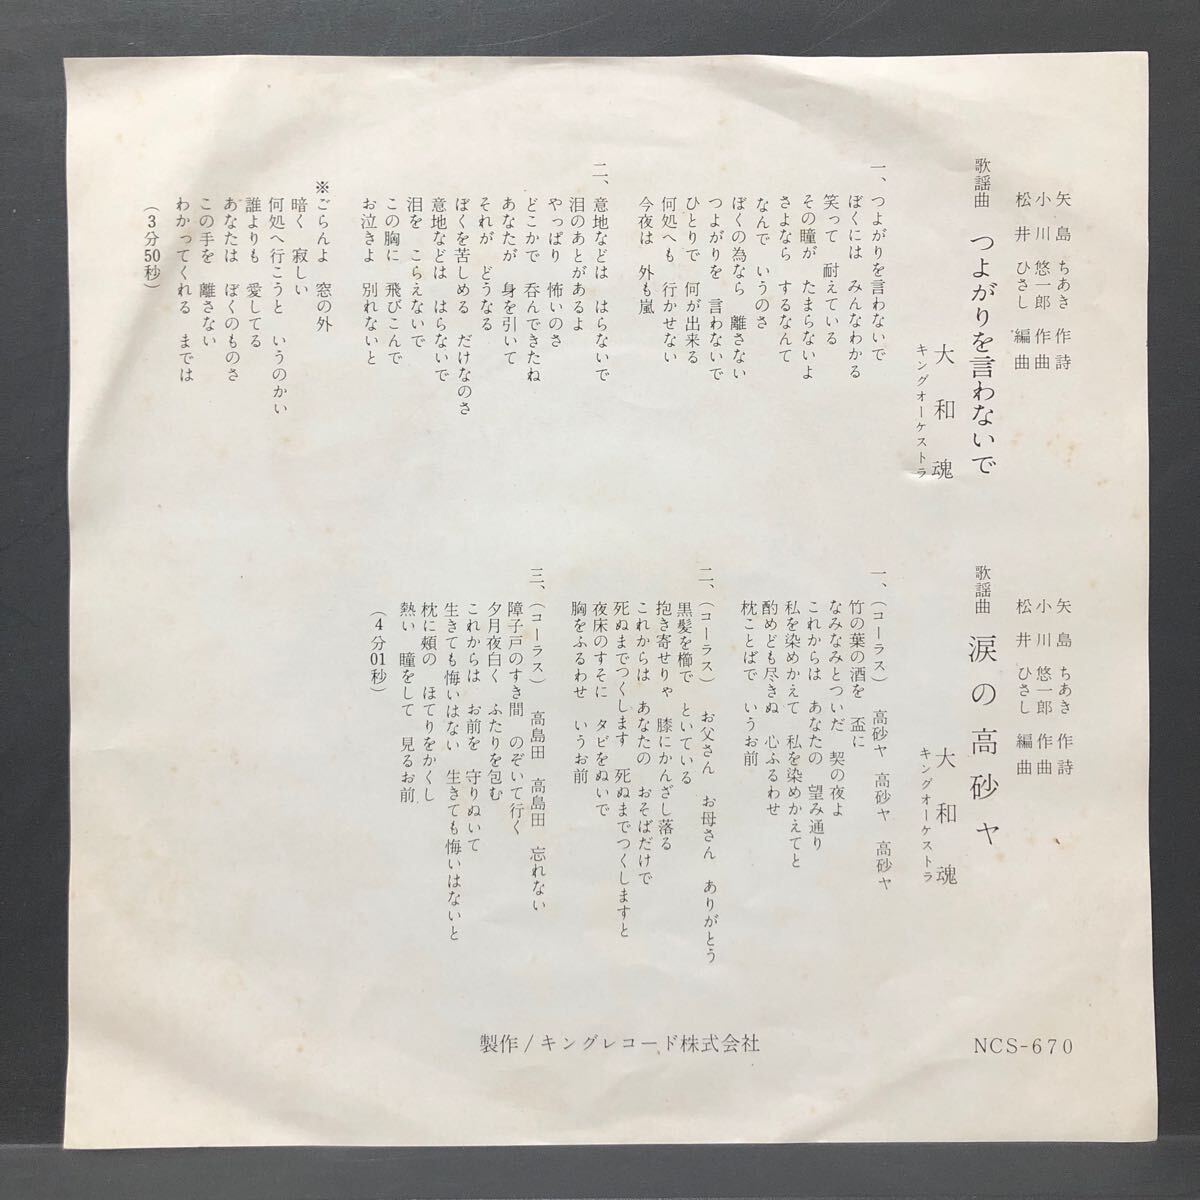 歌謡曲 つよがりを言わないで
矢島ちあき 作詩
小川悠一郎 作曲
松井ひさし 編曲
大和魂
キングオーケストラ
一、つよがりを言わないで
ぼくには みんなわかる
笑って 耐えている
その瞳が たまらないよ
さよなら するなんて
なんで いうのさ
ぼくの為なら 離さない
つよがりを 言わないで
ひとりで 何が出来る
何処へも 行かせない
今夜は 外も嵐
二、意地などは はらないで
泪のあとがあるよ
やっぱり 怖いのさ
どこかで 呑んできたね
あなたが 身を引いて
それが どうなる
ぼくを苦しめる だけなのさ
意地などは はらないで
泪を こらえないで
この胸に 飛びこんで
お泣きよ 別れないと
※ごらんよ 窓の外
暗く 寂しい
何処へ行こうと いうのかい
誰よりも 愛してる
あなたは ぼくのものさ
この手を 離さない
わかってくれる までは
(3分50秒)
歌謡曲 涙の高砂ヤ
矢島ちあき 作詩
小川悠一郎 作曲
松井ひさし 編曲
大和魂
キングオーケストラ
一、(コーラス) 高砂ヤ 高砂ヤ 高砂ヤ
竹の葉の酒を 盃に
なみなみとついだ 契の夜よ
これからは あなたの 望み通り
私を染めかえて 私を染めかえてと
酌めども尽きぬ 心ふるわせ
枕ことばで いうお前
二、(コーラス) お父さん お母さん ありがとう
黒髪を櫛で といている
抱き寄せりゃ 膝にかんざし落る
これからは あなたの おそばだけで
死ぬまでつくします 死ぬまでつくしますと
夜床のすそに タビをぬいで
胸をふるわせ いうお前
三、(コーラス) 高島田 高島田 忘れない
障子戸のすき間 のぞいて行く
夕月夜白く ふたりを包む
これからは お前を 守りぬいて
生きても悔いはない 生きても悔いはないと
枕に頬の ほてりをかくし
熱い 瞳をして 見るお前
(4分01秒)
製作/キングレコード株式会社
NCS-670